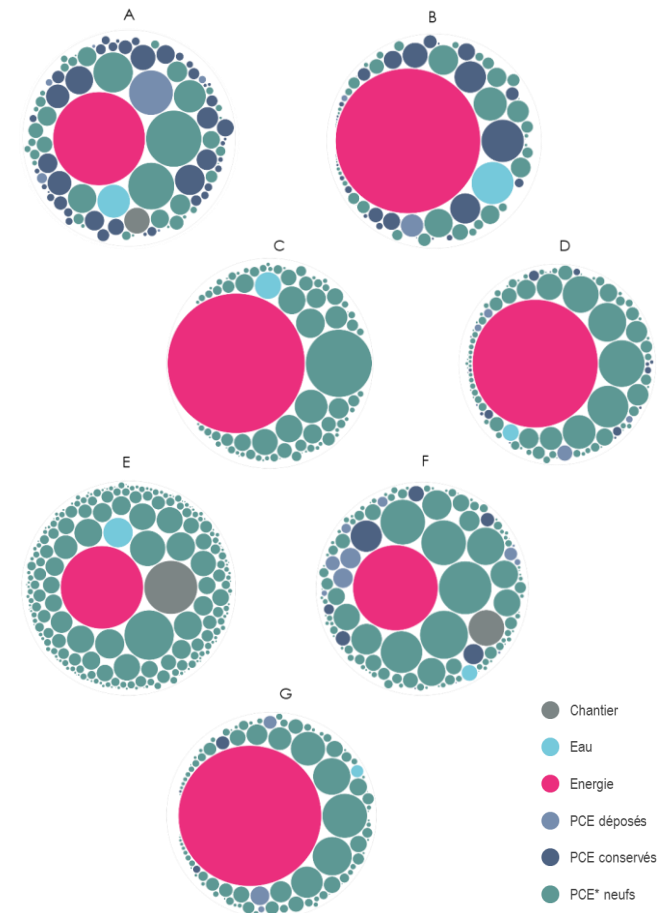 A
B
C
D
E
F
G
Chantier
Eau
Energie
PCE déposés
PCE conservés
PCE* neufs